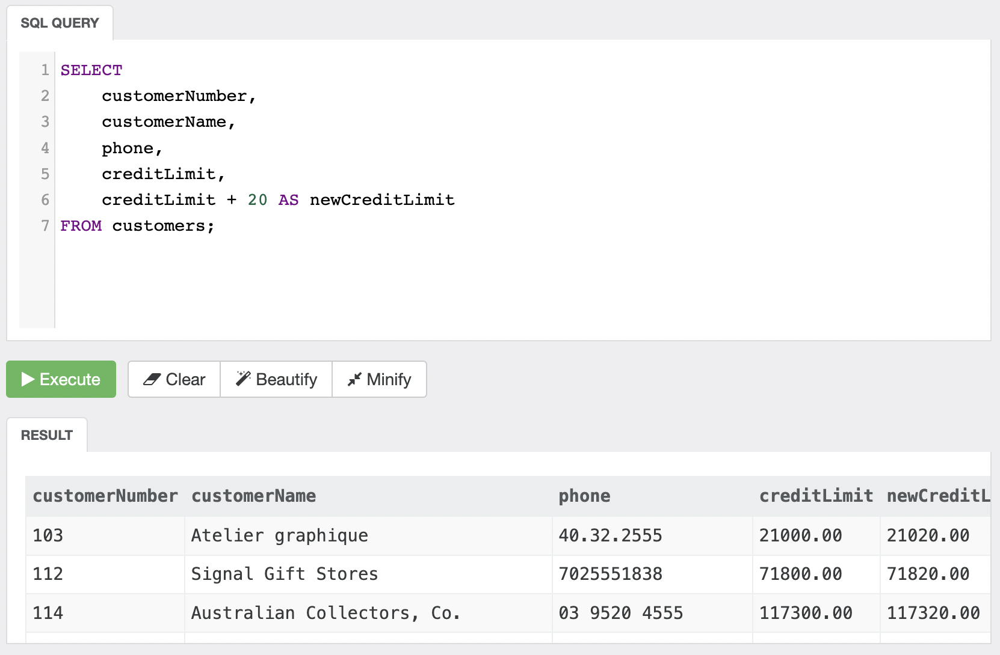 SQL QUERY
1 SELECT
2     customerNumber,
3     customerName,
4     phone,
5     creditLimit,
6     creditLimit + 20 AS newCreditLimit
7 FROM customers;
Execute Clear Beautify Minify
RESULT
customerNumber customerName phone creditLimit newCreditL
103 Atelier graphique 40.32.2555 21000.00 21020.00
112 Signal Gift Stores 7025551838 71800.00 71820.00
114 Australian Collectors, Co. 03 9520 4555 117300.00 117320.00